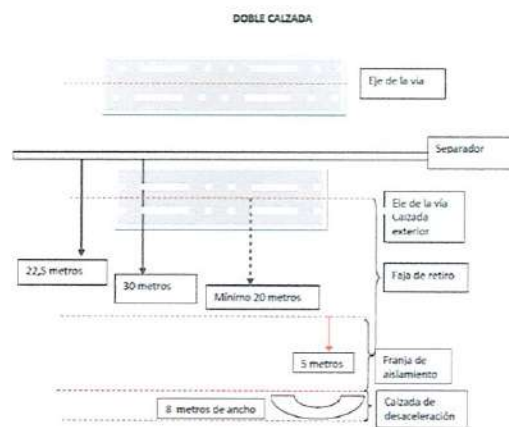 DOBLE CALZADA
Eje de la vía
Separador
Eje de la vía
Calzada
exterior
22,5 metros
30 metros
Mínimo 20 metros
Faja de retiro
5 metros
Franja de
aislamiento
8 metros de ancho
Calzada de
desaceleración